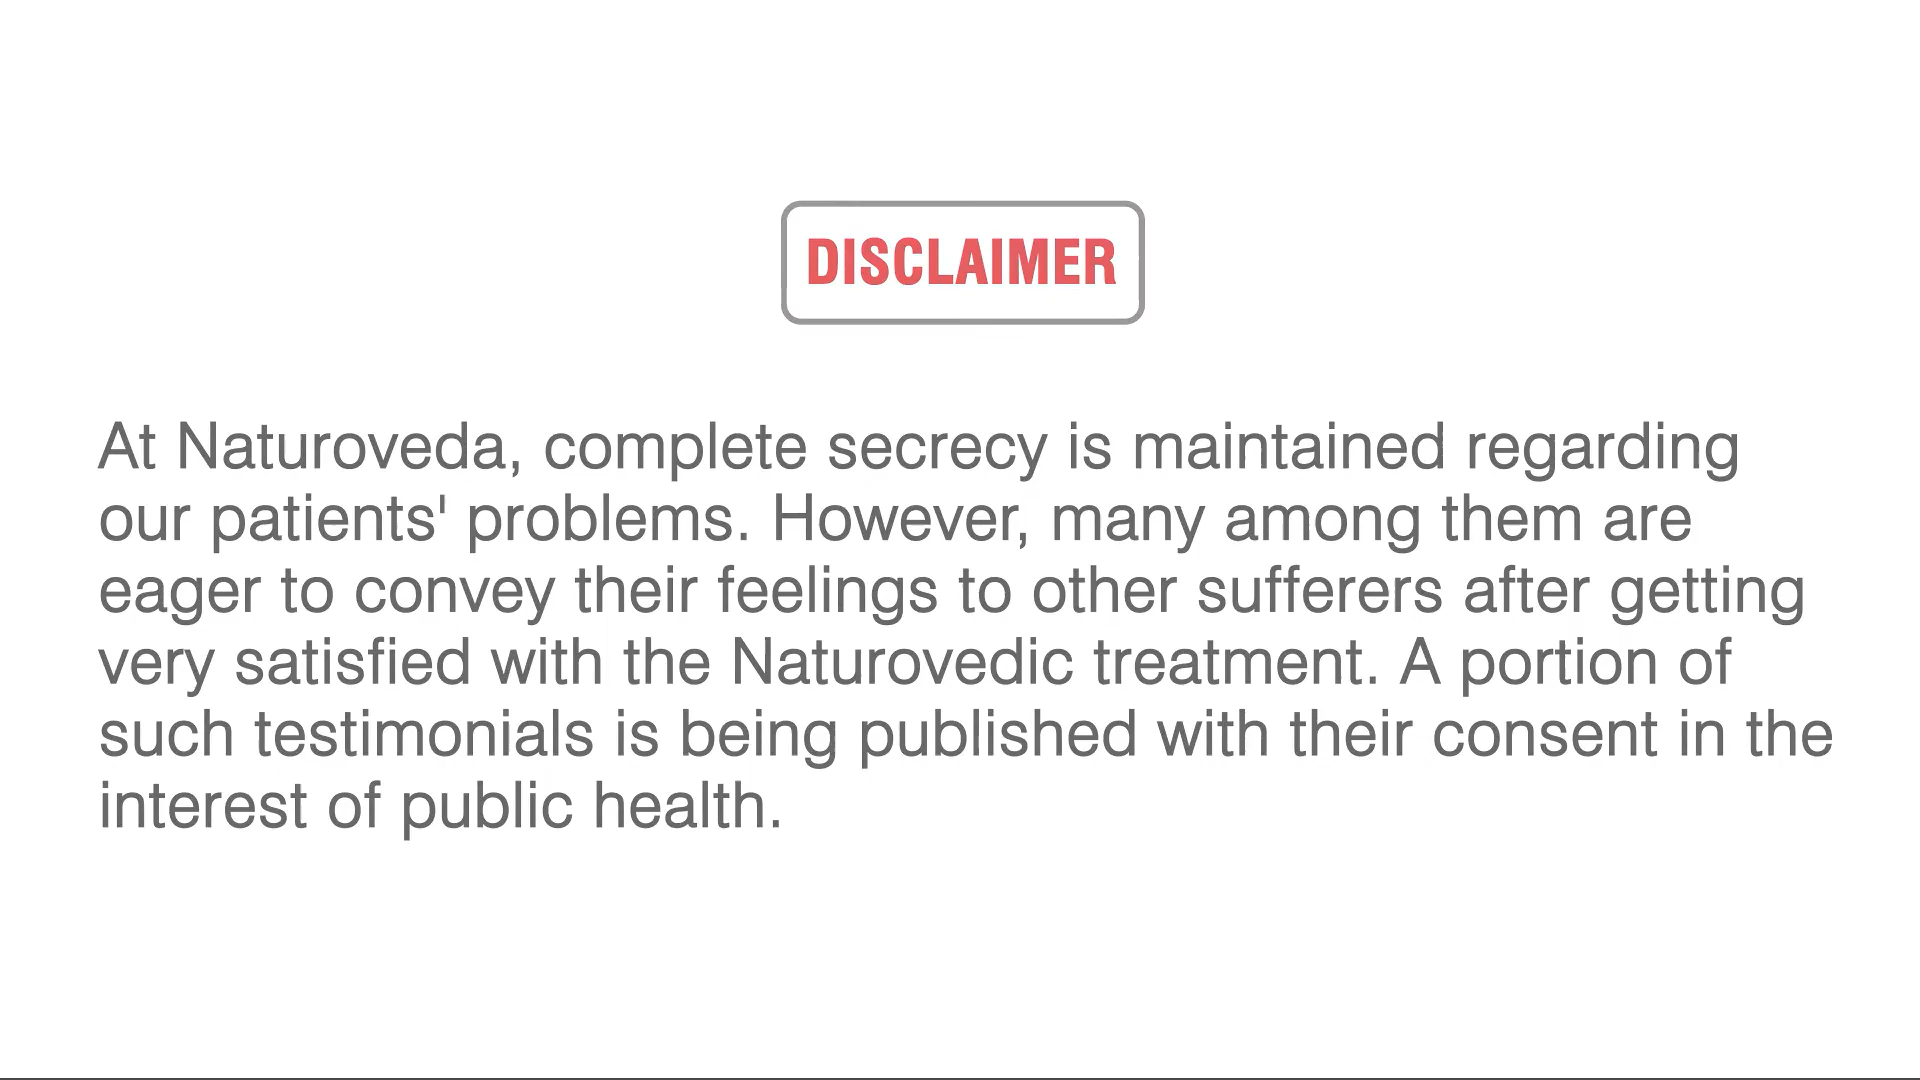 DISCLAIMER
At Naturoveda, complete secrecy is maintained regarding
our patients' problems. However, many among them are
eager to convey their feelings to other sufferers after getting
very satisfied with the Naturovedic treatment. A portion of
such testimonials is being published with their consent in the
interest of public health.